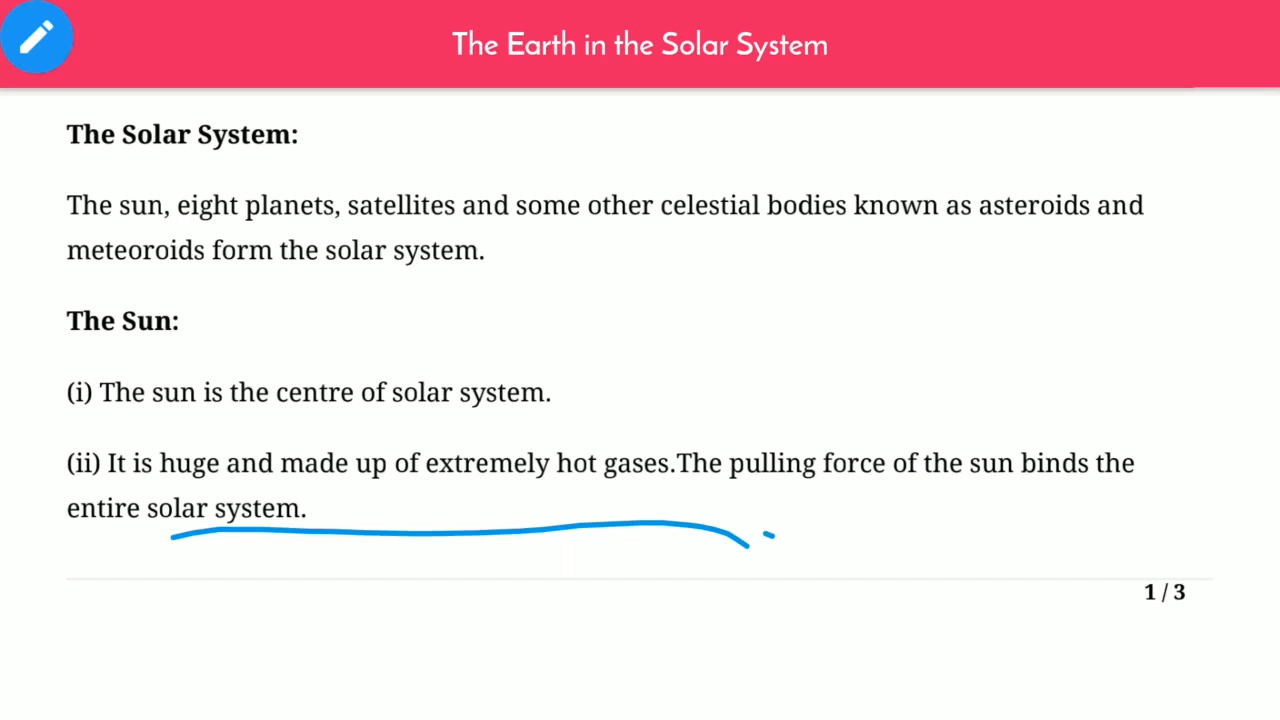 The Earth in the Solar System
The Solar System:
The sun, eight planets, satellites and some other celestial bodies known as asteroids and
meteoroids form the solar system.
The Sun:
(i) The sun is the centre of solar system.
(ii) It is huge and made up of extremely hot gases.The pulling force of the sun binds the
entire solar system.
1 / 3